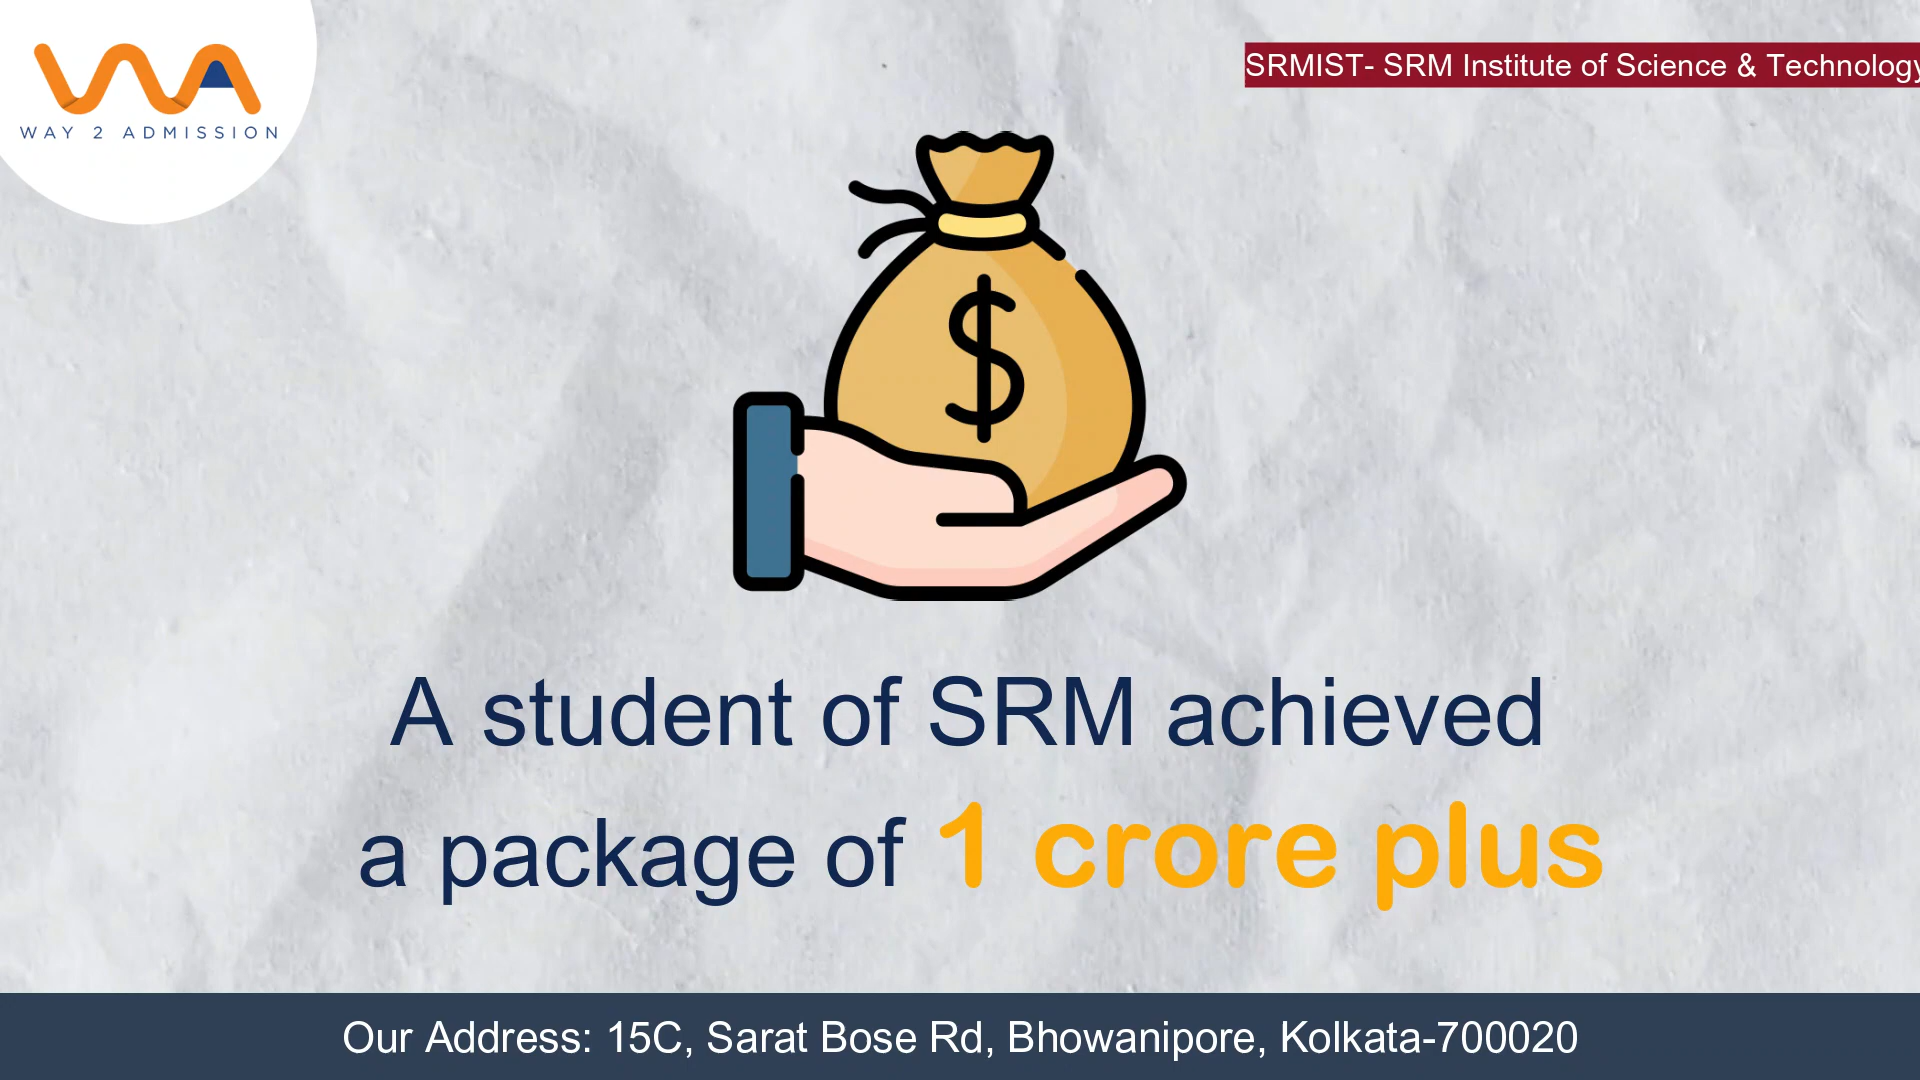 WAY 2 ADMISSION
SRMIST- SRM Institute of Science & Technology
$
A student of SRM achieved
a package of 1 crore plus
Our Address: 15C, Sarat Bose Rd, Bhowanipore, Kolkata-700020